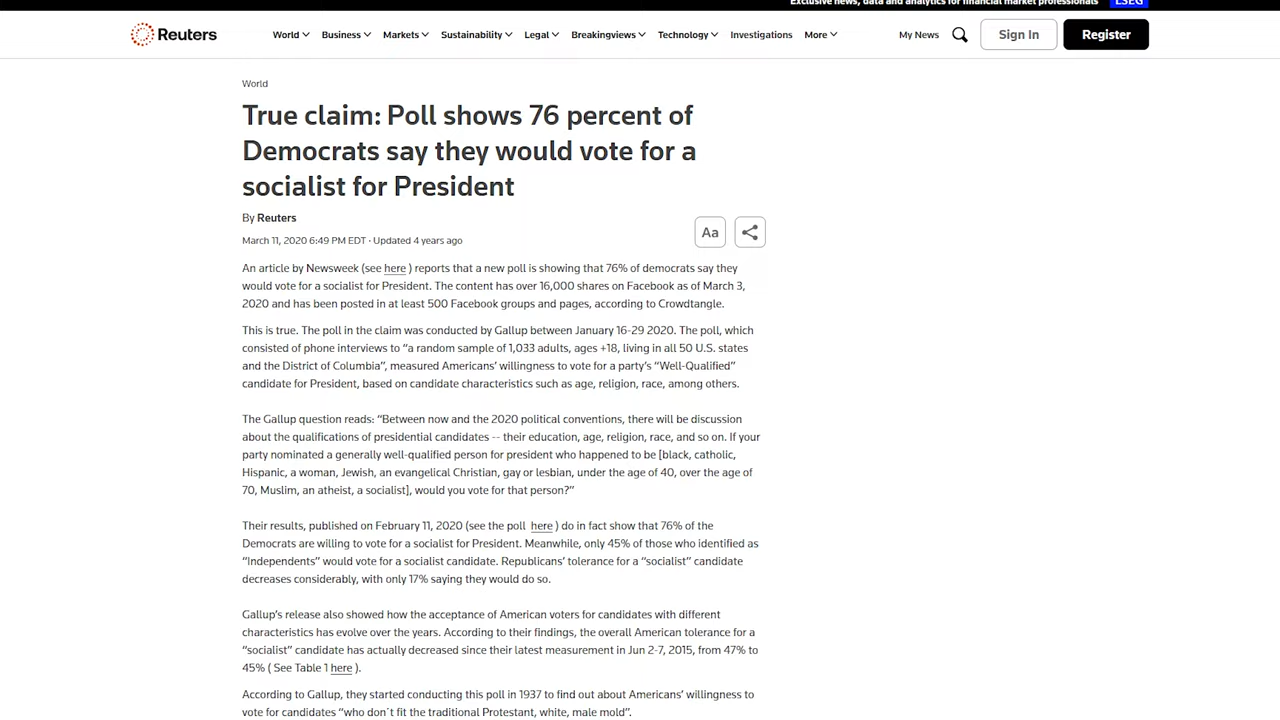 Exclusive news, data and analytics for financial market professionals LSEG
Reuters World Business Markets Sustainability Legal Breakingviews Technology Investigations More My News Sign In Register
World
True claim: Poll shows 76 percent of
Democrats say they would vote for a
socialist for President
By Reuters
March 11, 2020 6:49 PM EDT · Updated 4 years ago
Aa
An article by Newsweek (see here ) reports that a new poll is showing that 76% of democrats say they
would vote for a socialist for President. The content has over 16,000 shares on Facebook as of March 3,
2020 and has been posted in at least 500 Facebook groups and pages, according to Crowdtangle.
This is true. The poll in the claim was conducted by Gallup between January 16-29 2020. The poll, which
consisted of phone interviews to “a random sample of 1,033 adults, ages +18, living in all 50 U.S. states
and the District of Columbia”, measured Americans’ willingness to vote for a party’s “Well-Qualified”
candidate for President, based on candidate characteristics such as age, religion, race, among others.
The Gallup question reads: “Between now and the 2020 political conventions, there will be discussion
about the qualifications of presidential candidates -- their education, age, religion, race, and so on. If your
party nominated a generally well-qualified person for president who happened to be [black, catholic,
Hispanic, a woman, Jewish, an evangelical Christian, gay or lesbian, under the age of 40, over the age of
70, Muslim, an atheist, a socialist], would you vote for that person?”
Their results, published on February 11, 2020 (see the poll here ) do in fact show that 76% of the
Democrats are willing to vote for a socialist for President. Meanwhile, only 45% of those who identified as
“Independents” would vote for a socialist candidate. Republicans’ tolerance for a “socialist” candidate
decreases considerably, with only 17% saying they would do so.
Gallup’s release also showed how the acceptance of American voters for candidates with different
characteristics has evolve over the years. According to their findings, the overall American tolerance for a
“socialist” candidate has actually decreased since their latest measurement in Jun 2-7, 2015, from 47% to
45% ( See Table 1 here ).
According to Gallup, they started conducting this poll in 1937 to find out about Americans’ willingness to
vote for candidates “who don´t fit the traditional Protestant, white, male mold”.